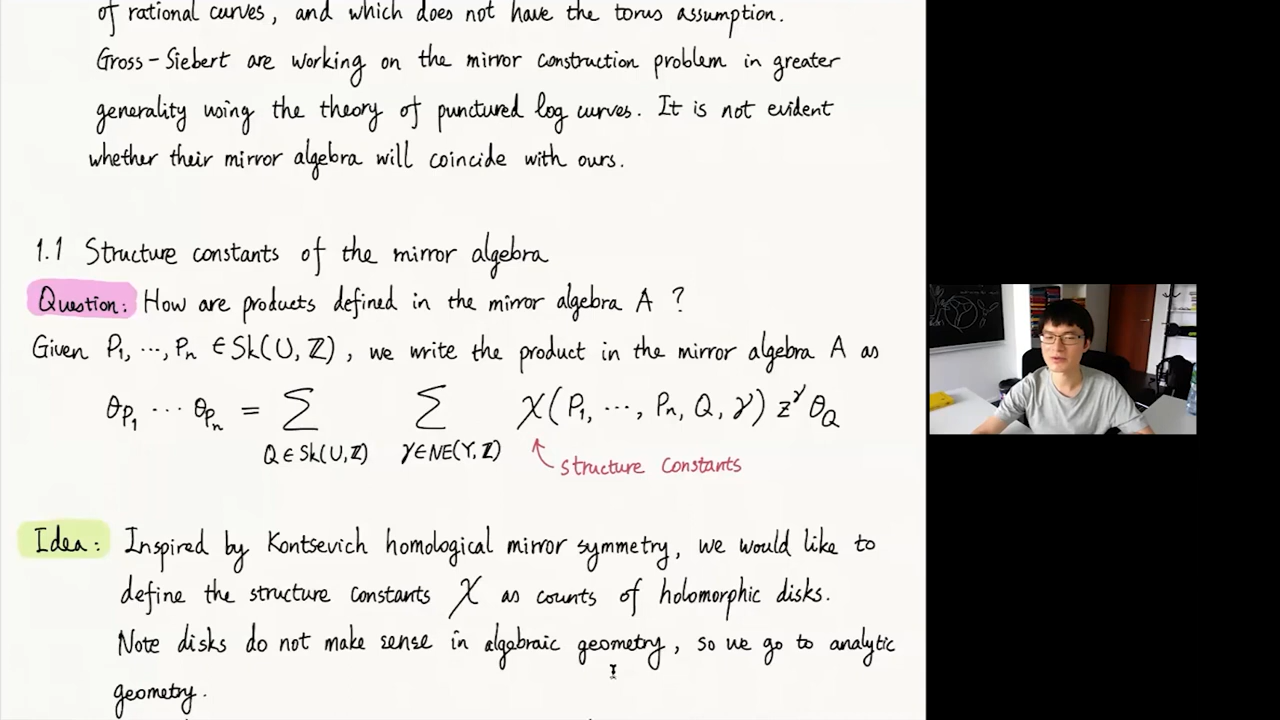 of rational curves, and which does not have the torus assumption.
Gross-Siebert are working on the mirror construction problem in greater
generality using the theory of punctured log curves. It is not evident
whether their mirror algebra will coincide with ours.
1.1 Structure constants of the mirror algebra
Question: How are products defined in the mirror algebra A ?
Given P₁, ⋯, Pₙ ∈ Sk(U, ℤ), we write the product in the mirror algebra A as
θ_{P₁} ⋯ θ_{Pₙ} = ∑_{Q∈Sk(U,ℤ)} ∑_{γ∈NE(Y,ℤ)} χ(P₁, ⋯, Pₙ, Q, γ) z^γ θ_Q
structure constants
Idea: Inspired by Kontsevich homological mirror symmetry, we would like to
define the structure constants χ as counts of holomorphic disks.
Note disks do not make sense in algebraic geometry, so we go to analytic
geometry.